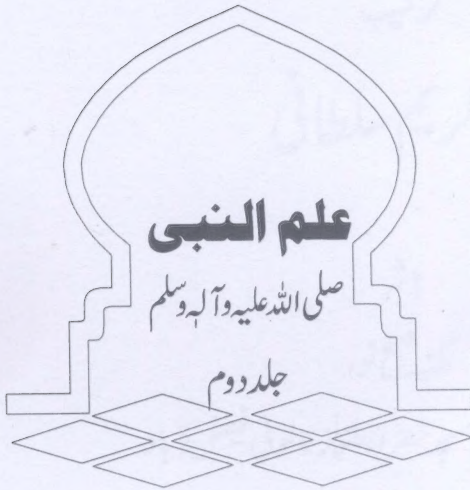 علم النبی
صلی اللہ علیہ وآلہٖ وسلم
جلد دوم